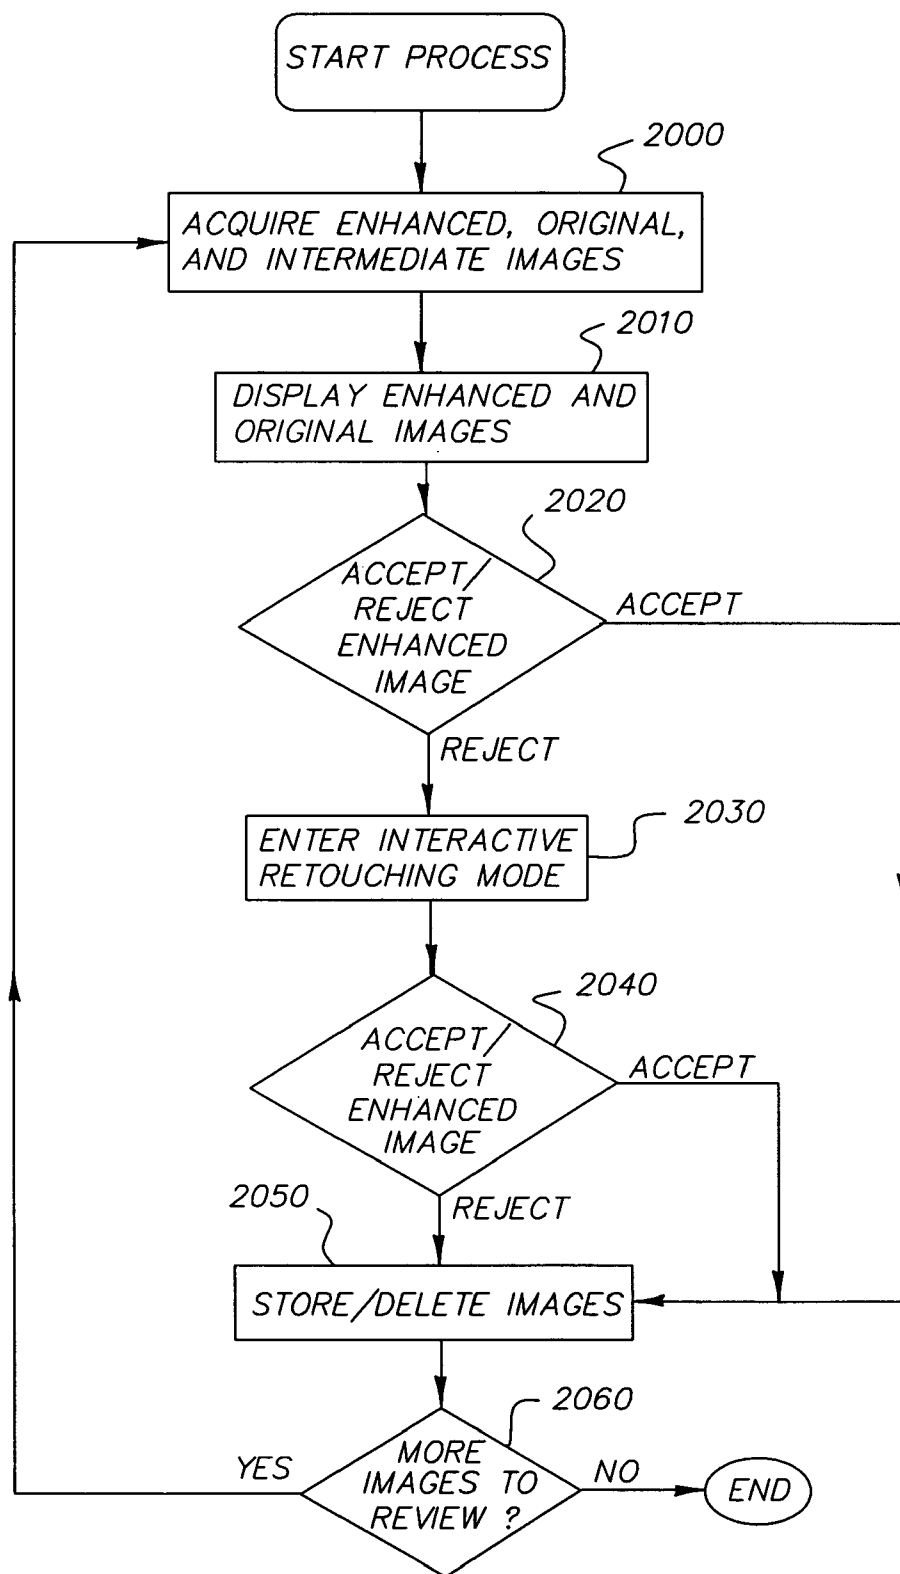 START PROCESS
2000
ACQUIRE ENHANCED, ORIGINAL,
AND INTERMEDIATE IMAGES
2010
DISPLAY ENHANCED AND
ORIGINAL IMAGES
2020
ACCEPT/
REJECT
ENHANCED
IMAGE
ACCEPT
REJECT
2030
ENTER INTERACTIVE
RETOUCHING MODE
2040
ACCEPT/
REJECT
ENHANCED
IMAGE
ACCEPT
REJECT
2050
STORE/DELETE IMAGES
2060
MORE
IMAGES TO
REVIEW ?
YES
NO
END